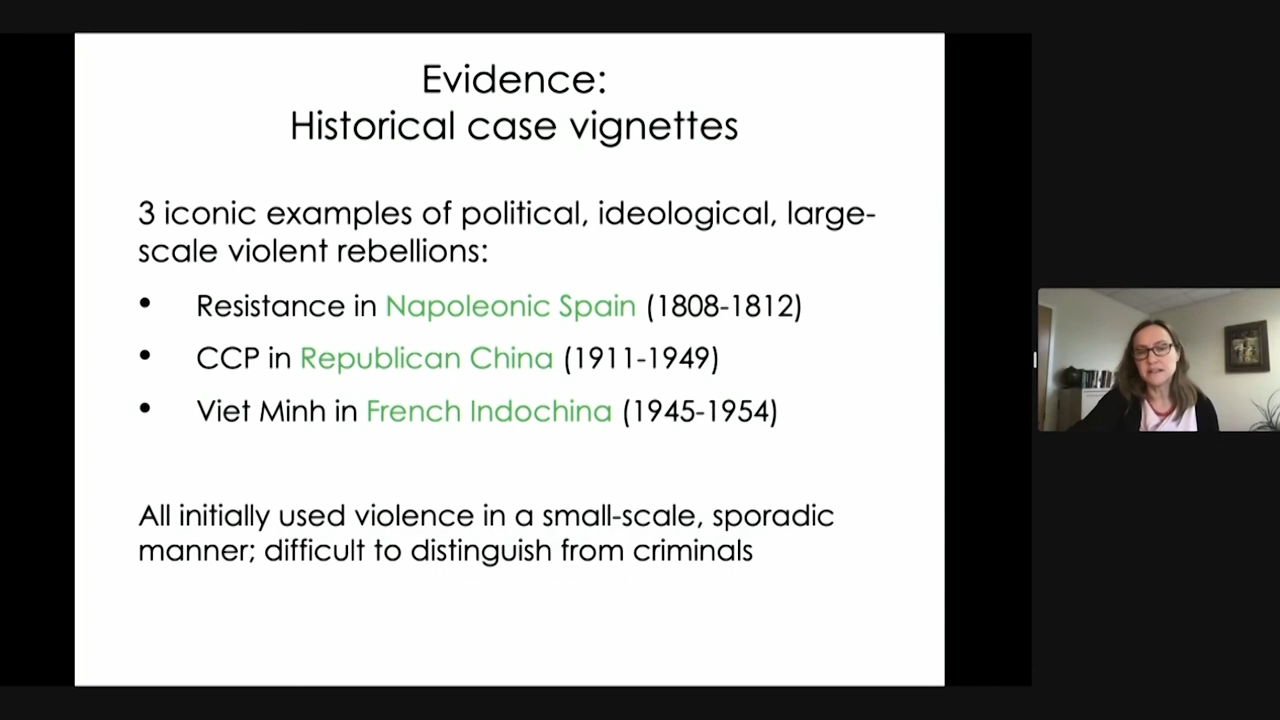 Evidence:
Historical case vignettes
3 iconic examples of political, ideological, large-
scale violent rebellions:
• Resistance in Napoleonic Spain (1808-1812)
• CCP in Republican China (1911-1949)
• Viet Minh in French Indochina (1945-1954)
All initially used violence in a small-scale, sporadic
manner; difficult to distinguish from criminals